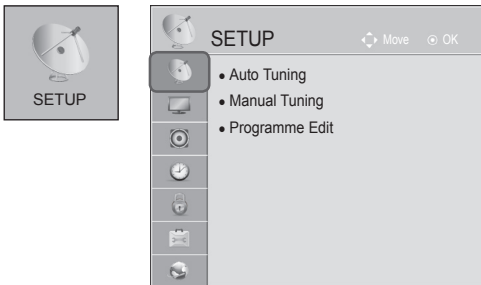 SETUP
SETUP Move OK
• Auto Tuning
• Manual Tuning
• Programme Edit